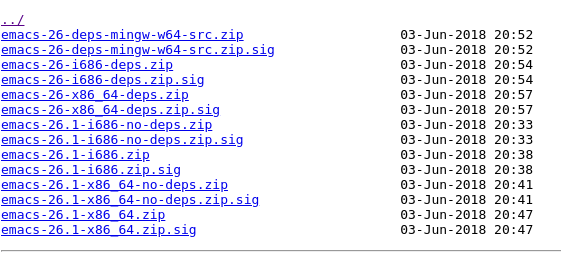 ../
emacs-26-deps-mingw-w64-src.zip 03-Jun-2018 20:52
emacs-26-deps-mingw-w64-src.zip.sig 03-Jun-2018 20:52
emacs-26-i686-deps.zip 03-Jun-2018 20:54
emacs-26-i686-deps.zip.sig 03-Jun-2018 20:54
emacs-26-x86_64-deps.zip 03-Jun-2018 20:57
emacs-26-x86_64-deps.zip.sig 03-Jun-2018 20:57
emacs-26.1-i686-no-deps.zip 03-Jun-2018 20:33
emacs-26.1-i686-no-deps.zip.sig 03-Jun-2018 20:33
emacs-26.1-i686.zip 03-Jun-2018 20:38
emacs-26.1-i686.zip.sig 03-Jun-2018 20:38
emacs-26.1-x86_64-no-deps.zip 03-Jun-2018 20:41
emacs-26.1-x86_64-no-deps.zip.sig 03-Jun-2018 20:41
emacs-26.1-x86_64.zip 03-Jun-2018 20:47
emacs-26.1-x86_64.zip.sig 03-Jun-2018 20:47